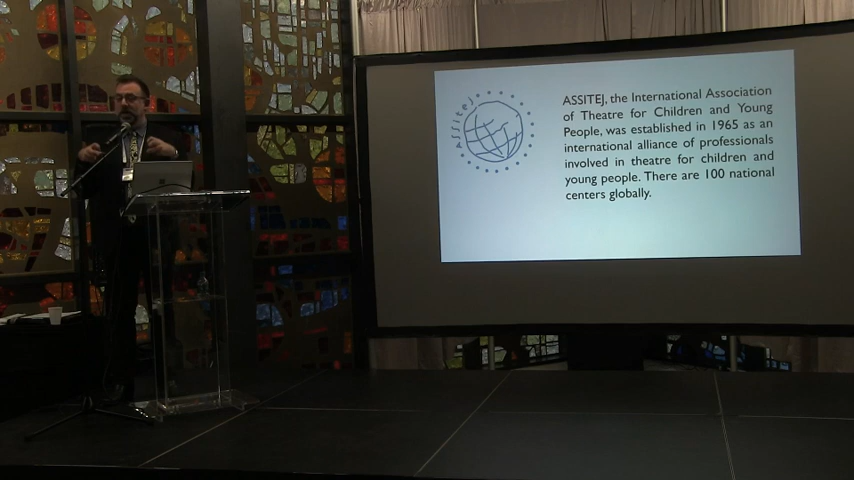 assitej
ASSITEJ, the International Association
of Theatre for Children and Young
People, was established in 1965 as an
international alliance of professionals
involved in theatre for children and
young people. There are 100 national
centers globally.